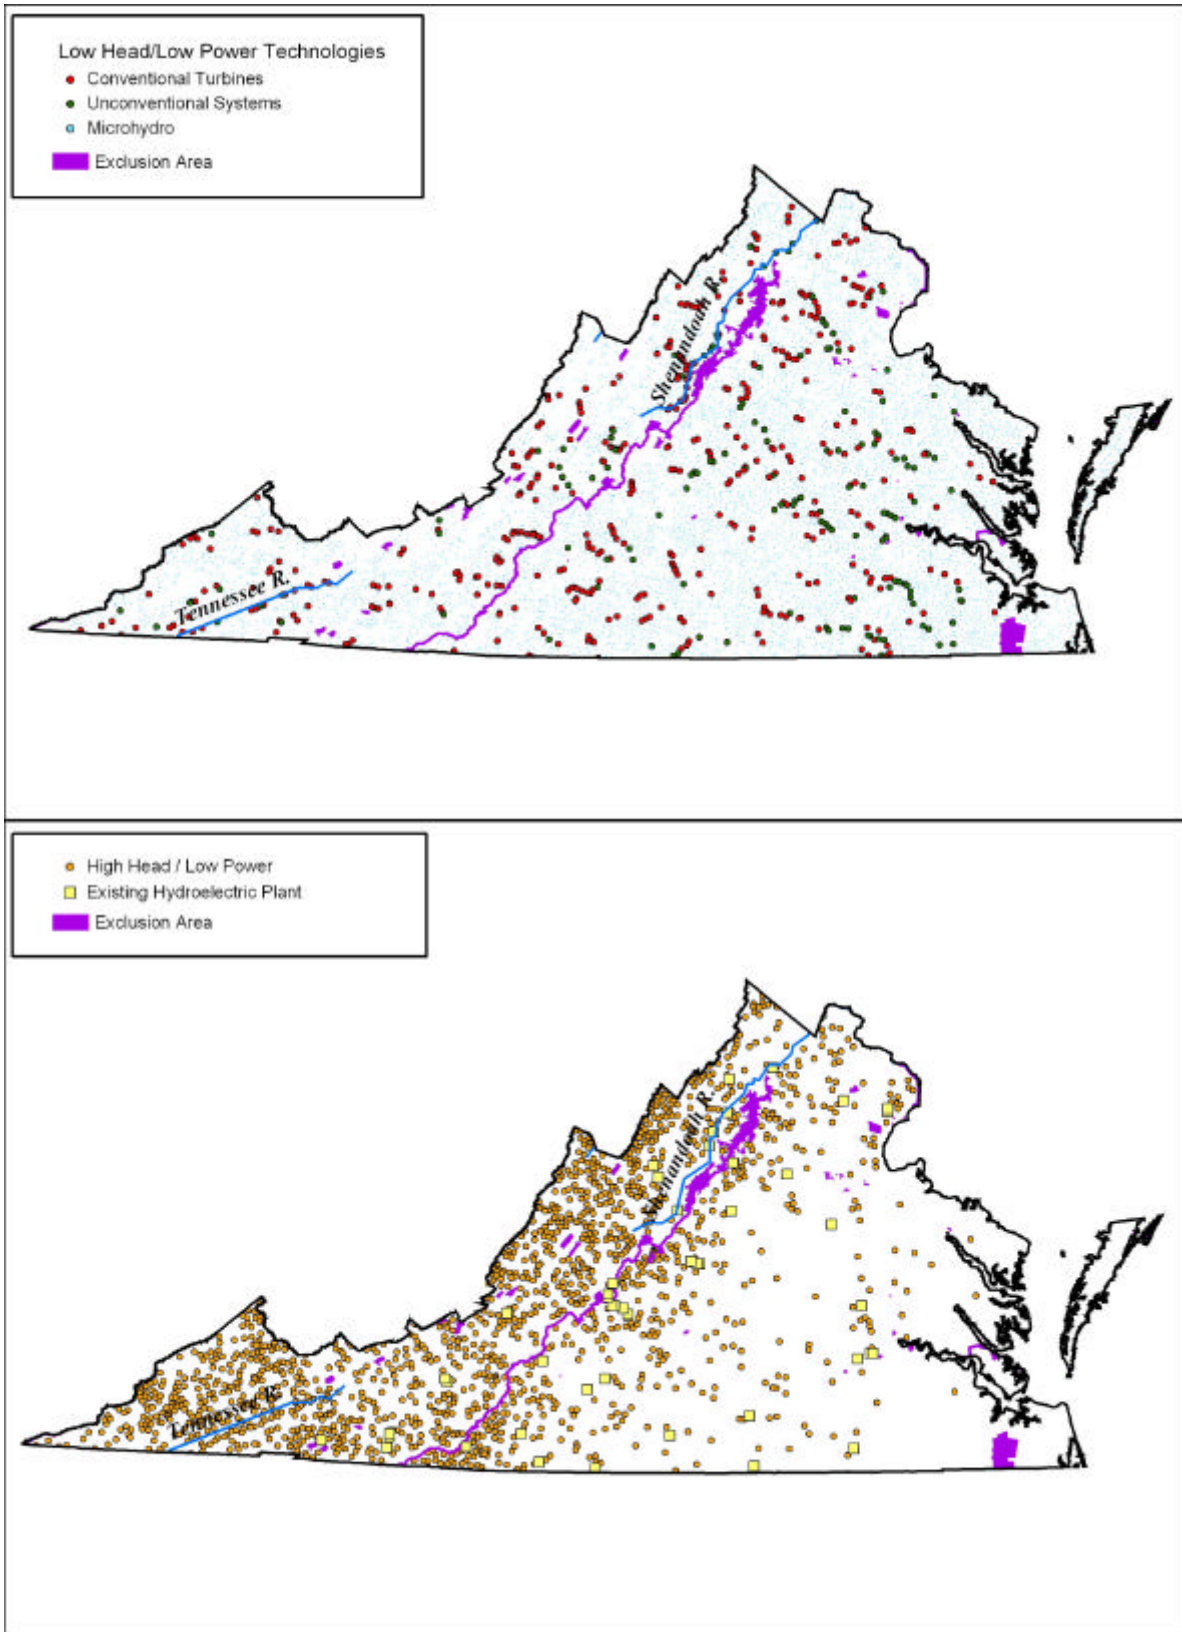 Low Head/Low Power Technologies
Conventional Turbines
Unconventional Systems
Microhydro
Exclusion Area
Shenandoah R.
Tennessee R.
High Head / Low Power
Existing Hydroelectric Plant
Exclusion Area
Shenandoah R.
Tennessee R.